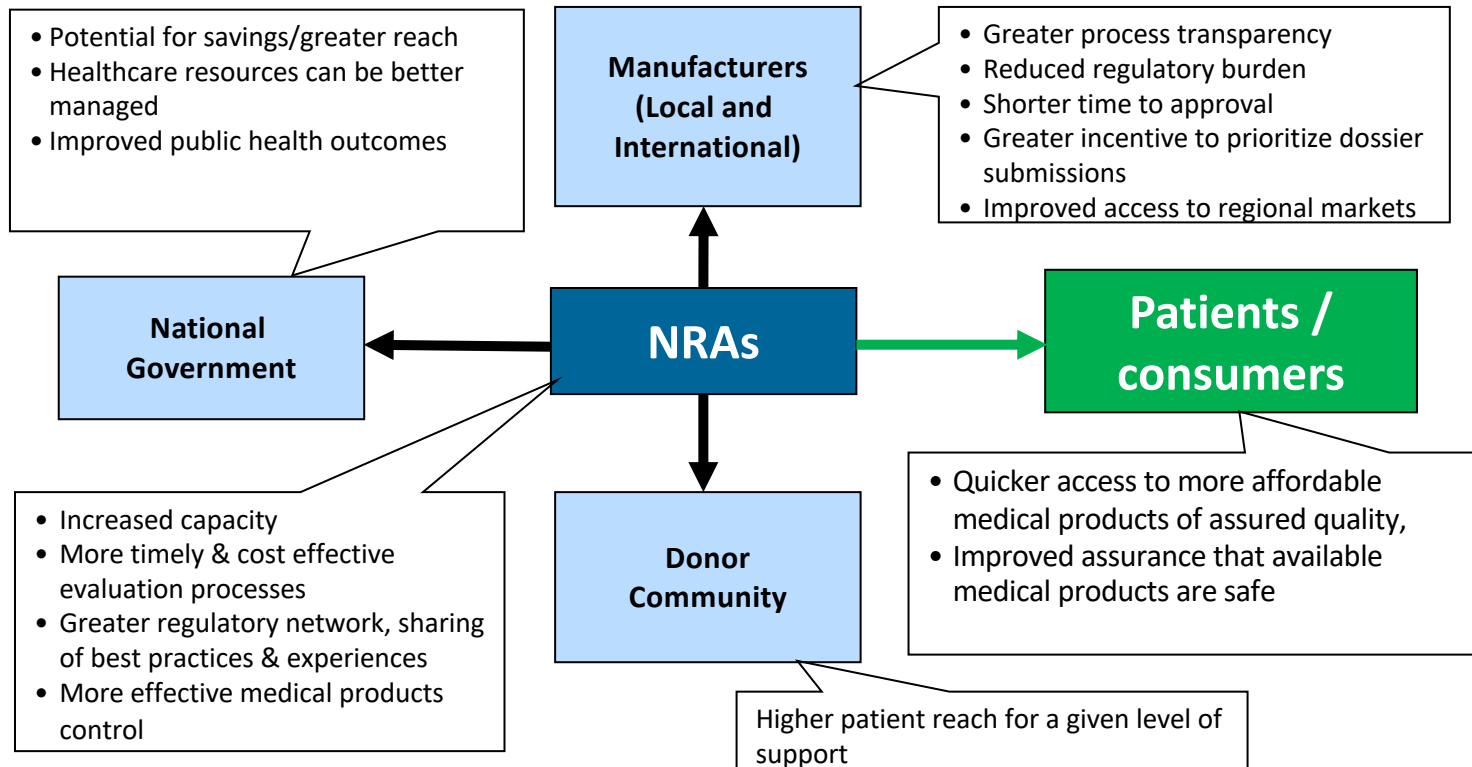 • Potential for savings/greater reach
• Healthcare resources can be better
managed
• Improved public health outcomes
Manufacturers
(Local and
International)
• Greater process transparency
• Reduced regulatory burden
• Shorter time to approval
• Greater incentive to prioritize dossier
submissions
• Improved access to regional markets
National
Government
NRAs
Patients /
consumers
• Increased capacity
• More timely & cost effective
evaluation processes
• Greater regulatory network, sharing
of best practices & experiences
• More effective medical products
control
Donor
Community
• Quicker access to more affordable
medical products of assured quality,
• Improved assurance that available
medical products are safe
Higher patient reach for a given level of
support